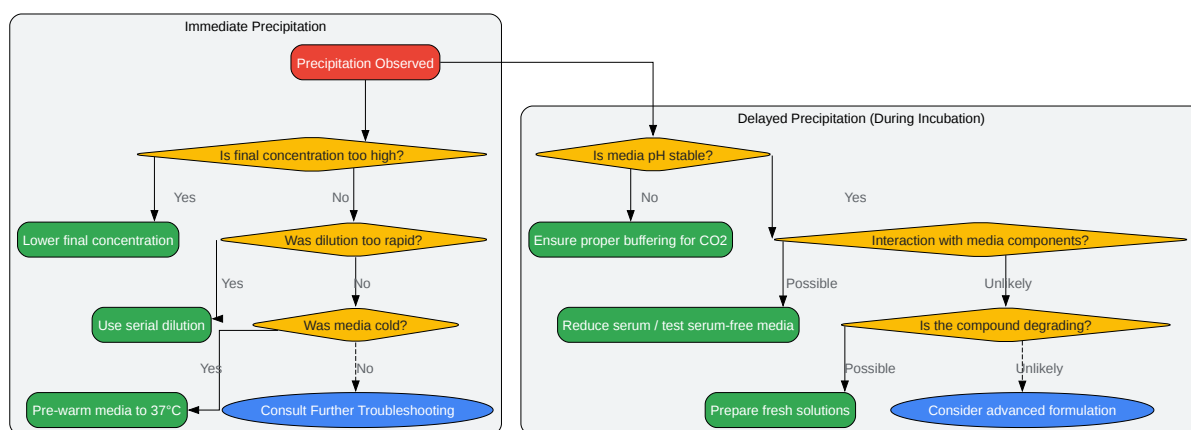 Immediate Precipitation
Precipitation Observed
Is final concentration too high?
Yes
No
Lower final concentration
Was dilution too rapid?
Yes
No
Use serial dilution
Was media cold?
Yes
No
Pre-warm media to 37°C
Consult Further Troubleshooting
Delayed Precipitation (During Incubation)
Is media pH stable?
No
Yes
Ensure proper buffering for CO2
Interaction with media components?
Possible
Unlikely
Reduce serum / test serum-free media
Is the compound degrading?
Possible
Unlikely
Prepare fresh solutions
Consider advanced formulation